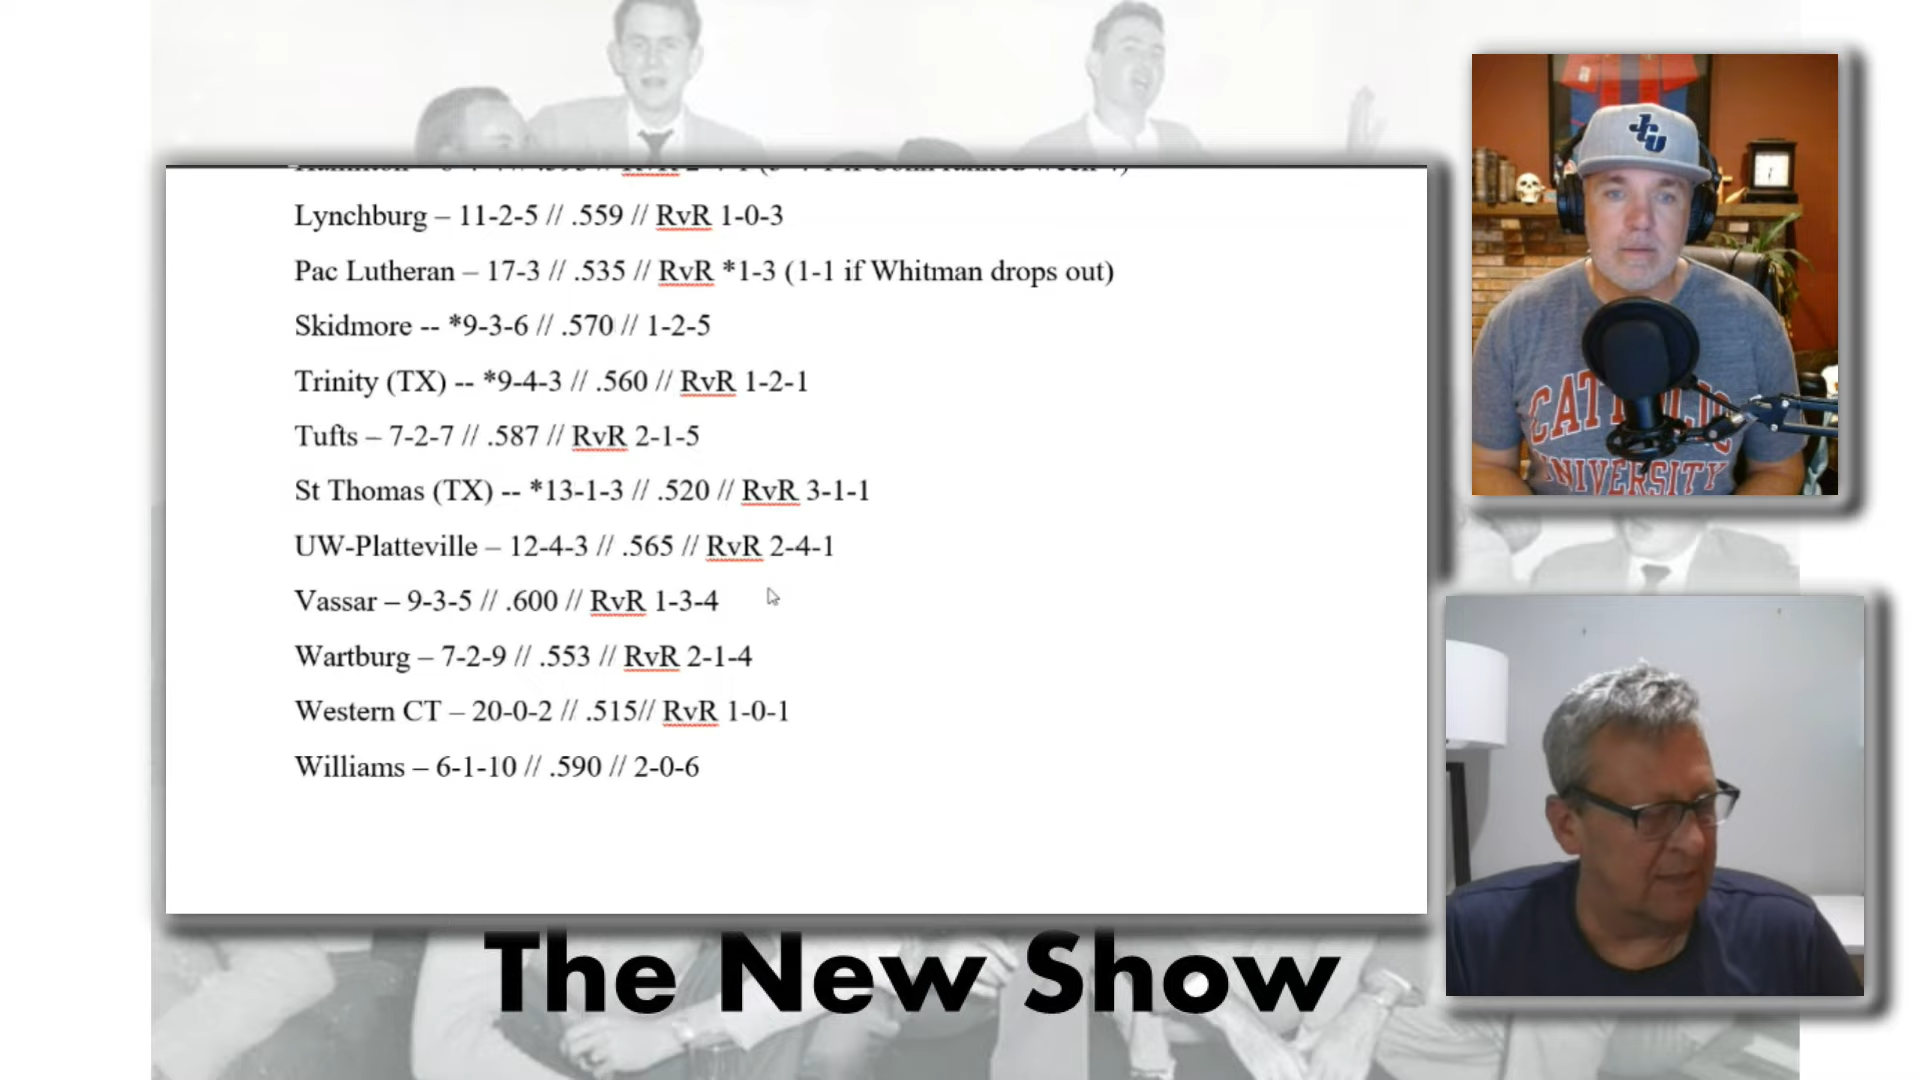 Lynchburg – 11-2-5 // .559 // RvR 1-0-3
Pac Lutheran – 17-3 // .535 // RvR *1-3 (1-1 if Whitman drops out)
Skidmore -- *9-3-6 // .570 // 1-2-5
Trinity (TX) -- *9-4-3 // .560 // RvR 1-2-1
Tufts – 7-2-7 // .587 // RvR 2-1-5
St Thomas (TX) -- *13-1-3 // .520 // RvR 3-1-1
UW-Platteville – 12-4-3 // .565 // RvR 2-4-1
Vassar – 9-3-5 // .600 // RvR 1-3-4
Wartburg – 7-2-9 // .553 // RvR 2-1-4
Western CT – 20-0-2 // .515// RvR 1-0-1
Williams – 6-1-10 // .590 // 2-0-6
The New Show
JCU
CATHOLIC
UNIVERSITY